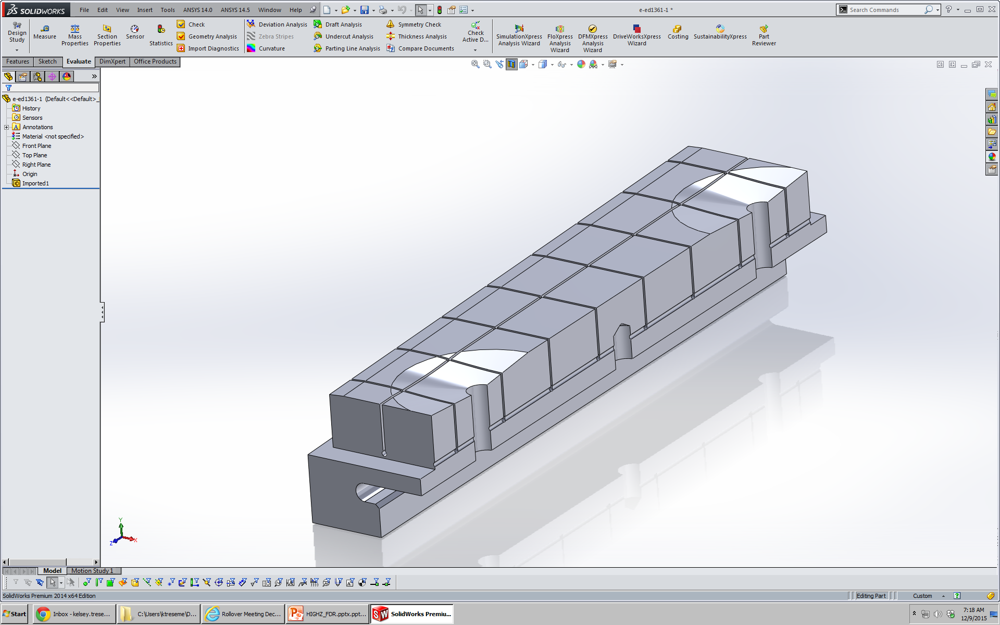 SOLIDWORKS File Edit View Insert Tools ANSYS 14.0 ANSYS 14.5 Window Help e-ed1361-1 * Search Commands
Design Study
Measure
Mass Properties
Section Properties
Sensor
Statistics
Check
Geometry Analysis
Import Diagnostics
Deviation Analysis
Zebra Stripes
Curvature
Draft Analysis
Undercut Analysis
Parting Line Analysis
Symmetry Check
Thickness Analysis
Compare Documents
Check Active D...
SimulationXpress Analysis Wizard
FloXpress Analysis Wizard
DFMXpress Analysis Wizard
DriveWorksXpress Wizard
Costing
SustainabilityXpress
Part Reviewer
Features Sketch Evaluate DimXpert Office Products
e-ed1361-1 (Default<<Default>_
History
Sensors
Annotations
Material <not specified>
Front Plane
Top Plane
Right Plane
Origin
Imported1
Y
X
Z
Model Motion Study 1
SolidWorks Premium 2014 x64 Edition Editing Part Custom
Start Inbox - kelsey.trese... C:\Users\ktreseme\D... Rollover Meeting Dec... HIGHZ_FDR.pptx.ppt... SolidWorks Premiu... 7:18 AM
12/9/2015